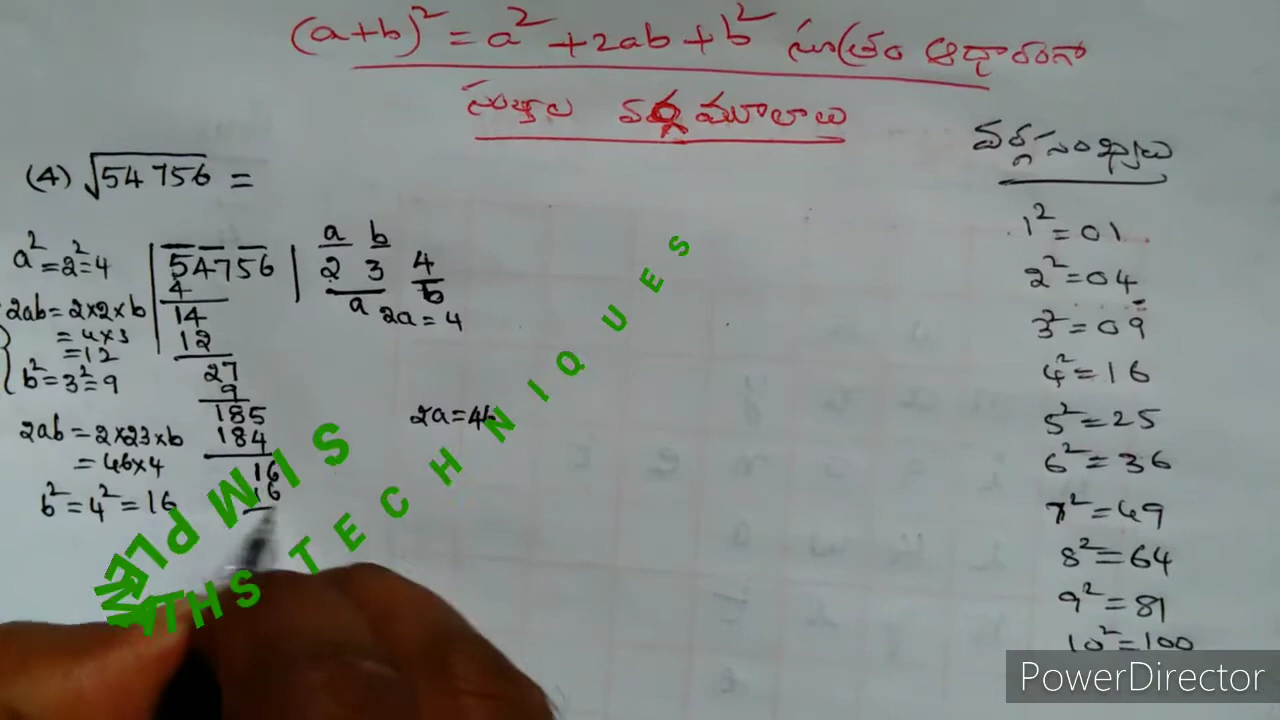 (a+b)² = a² + 2ab + b² సూత్రం ఆధారంగా
సంఖ్యల వర్గమూలాలు
వర్గసంఖ్యలు
(4) √54756 =
a² = 2² = 4
54756
a b
2 3 4
a b
2a = 4
4
2ab = 2×2×b
= 4×3
= 12
b² = 3² = 9
14
12
27
9
185
184
16
16
2a = 46
2ab = 2×23×b
= 46×4
b² = 4² = 16
1² = 01
2² = 04
3² = 09
4² = 16
5² = 25
6² = 36
7² = 49
8² = 64
9² = 81
10² = 100
SIMPLE
MATHS TECHNIQUES
PowerDirector